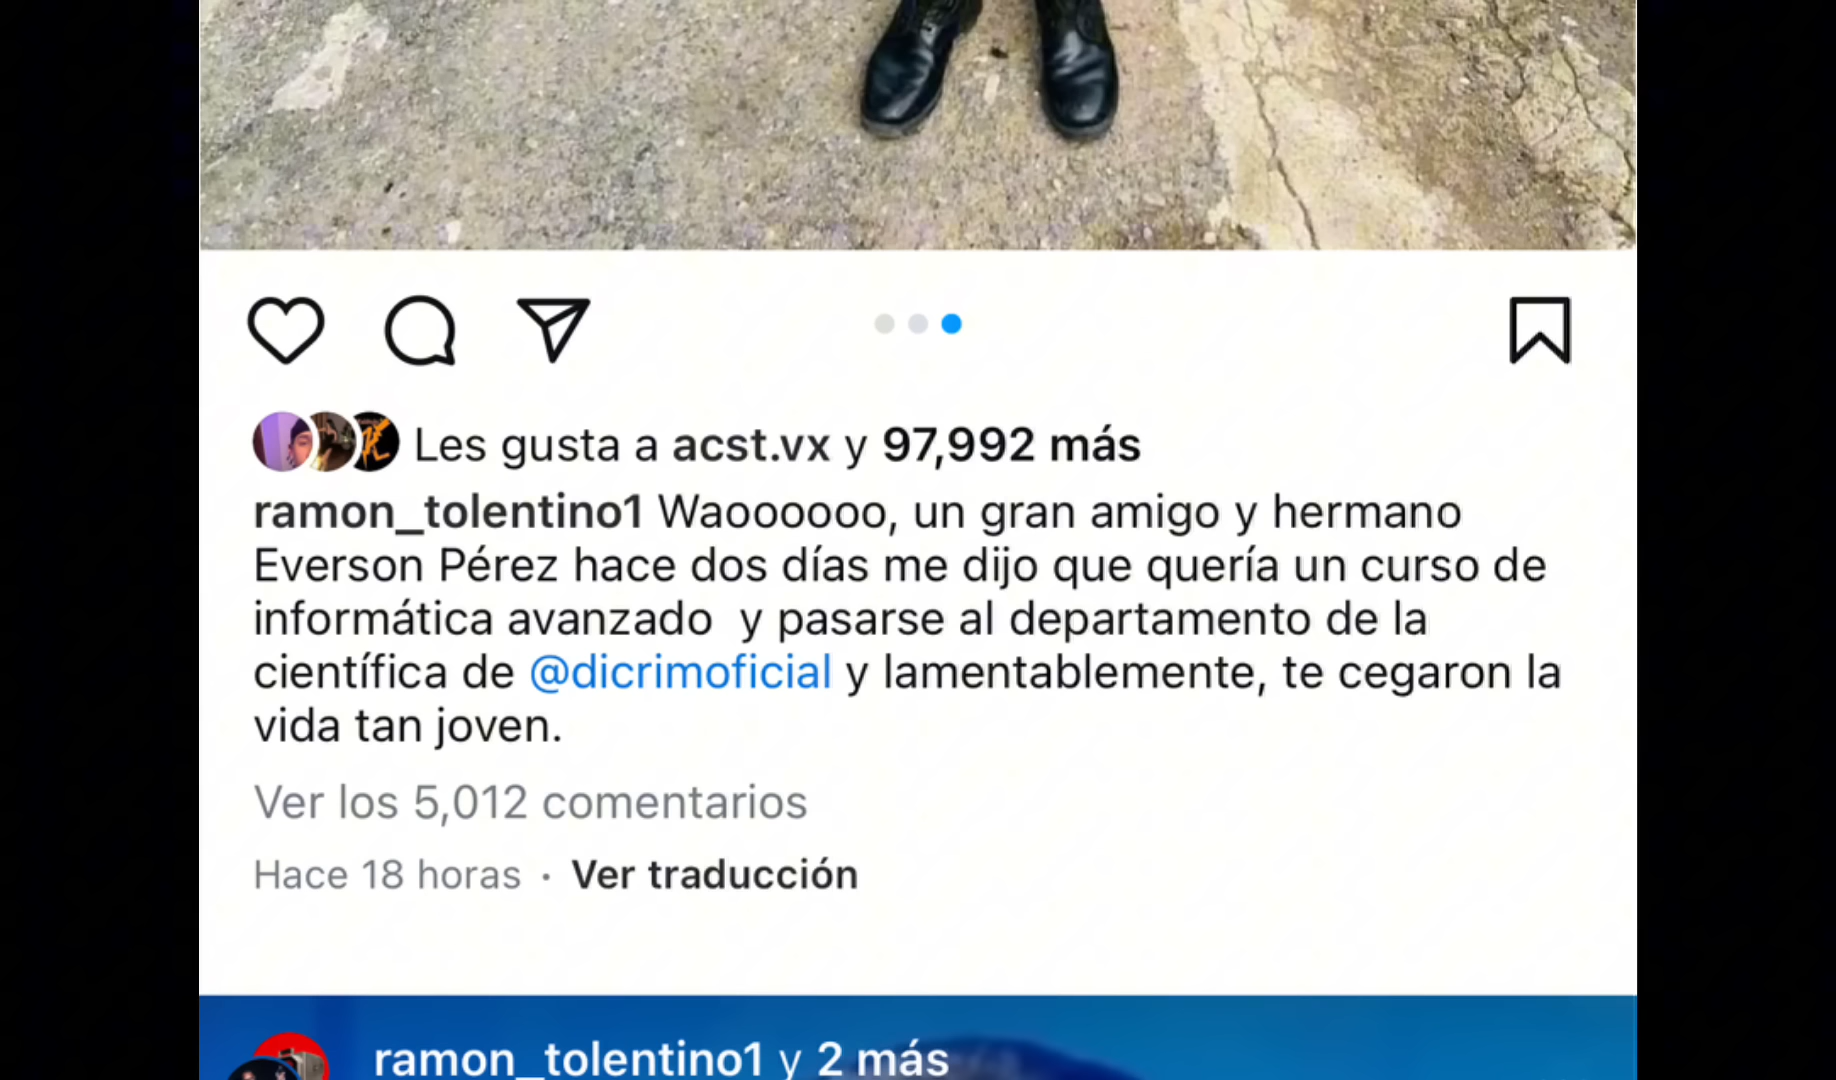 Les gusta a acst.vx y 97,992 más
ramon_tolentino1 Waoooooo, un gran amigo y hermano
Everson Pérez hace dos días me dijo que quería un curso de
informática avanzado  y pasarse al departamento de la
científica de @dicrimoficial y lamentablemente, te cegaron la
vida tan joven.
Ver los 5,012 comentarios
Hace 18 horas · Ver traducción
ramon_tolentino1 y 2 más